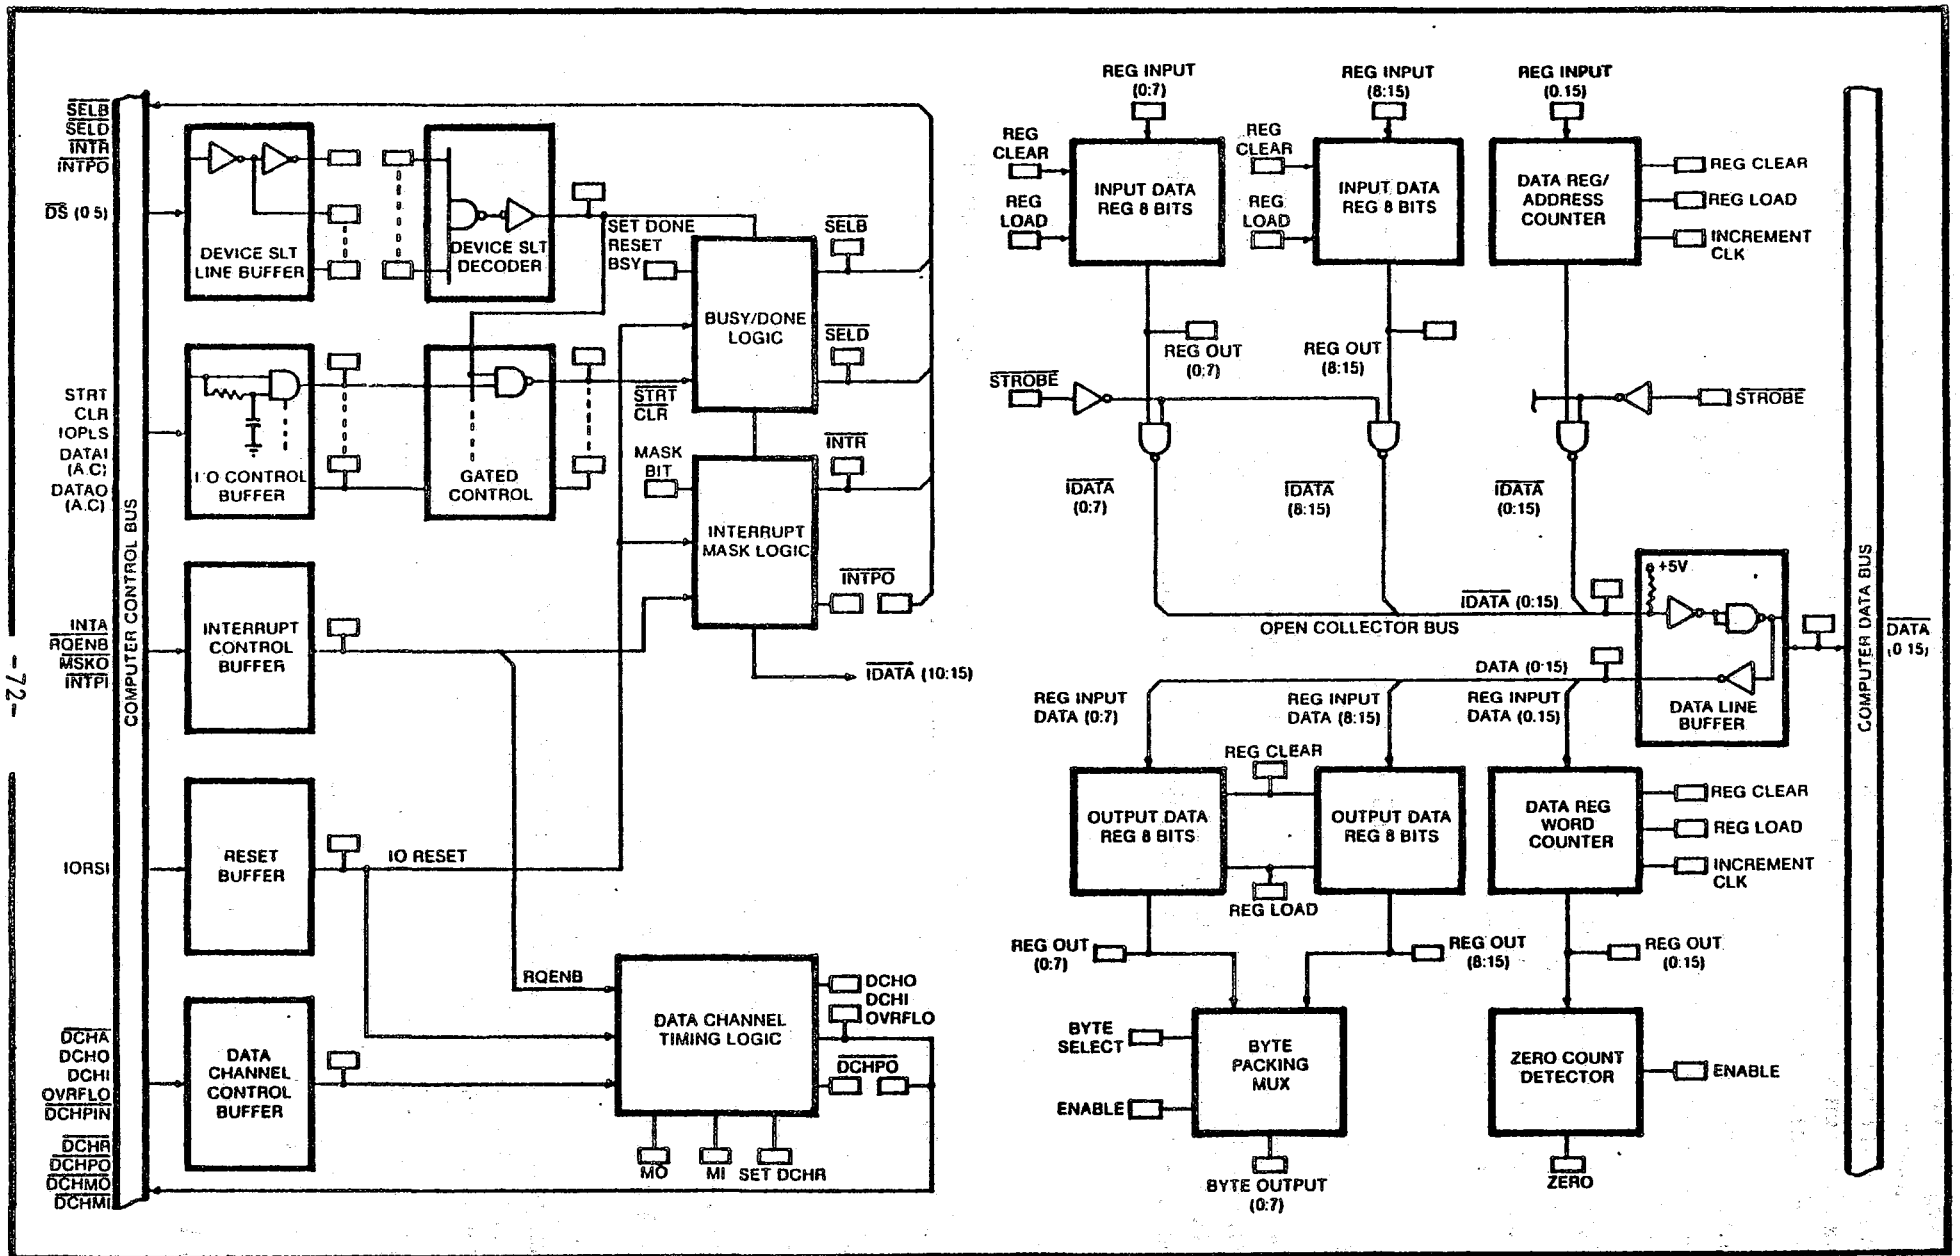 SELB
SELD
INTR
INTPO
DS (0 5)
STRT
CLR
IOPLS
DATAI
(A.C)
DATAO
(A.C)
INTA
RQENB
MSKO
INTPI
IORSI
DCHA
DCHO
DCHI
OVRFLO
DCHPIN
DCHR
DCHPO
DCHMO
DCHMI
-72-
COMPUTER CONTROL BUS
DEVICE SLT
LINE BUFFER
DEVICE SLT
DECODER
I/O CONTROL
BUFFER
GATED
CONTROL
INTERRUPT
CONTROL
BUFFER
RESET
BUFFER
IO RESET
DATA
CHANNEL
CONTROL
BUFFER
SET DONE
RESET
BSY
STRT
CLR
BUSY/DONE
LOGIC
SELB
SELD
MASK
BIT
INTR
INTERRUPT
MASK LOGIC
INTPO
IDATA (10:15)
RQENB
DATA CHANNEL
TIMING LOGIC
DCHO
DCHI
OVRFLO
DCHPO
MO
MI
SET DCHR
REG INPUT
(0:7)
REG
CLEAR
REG
LOAD
INPUT DATA
REG 8 BITS
REG INPUT
(8:15)
REG
CLEAR
REG
LOAD
INPUT DATA
REG 8 BITS
REG INPUT
(0.15)
DATA REG/
ADDRESS
COUNTER
REG CLEAR
REG LOAD
INCREMENT
CLK
REG OUT
(0:7)
REG OUT
(8:15)
STROBE
STROBE
IDATA
(0:7)
IDATA
(8:15)
IDATA
(0:15)
IDATA (0:15)
OPEN COLLECTOR BUS
+5V
DATA LINE
BUFFER
DATA (0:15)
COMPUTER DATA BUS
DATA
(0 15)
REG INPUT
DATA (0:7)
REG INPUT
DATA (8:15)
REG INPUT
DATA (0.15)
OUTPUT DATA
REG 8 BITS
REG CLEAR
REG LOAD
OUTPUT DATA
REG 8 BITS
DATA REG
WORD
COUNTER
REG CLEAR
REG LOAD
INCREMENT
CLK
REG OUT
(0:7)
REG OUT
(8:15)
REG OUT
(0:15)
BYTE
SELECT
ENABLE
BYTE
PACKING
MUX
BYTE OUTPUT
(0:7)
ZERO COUNT
DETECTOR
ENABLE
ZERO